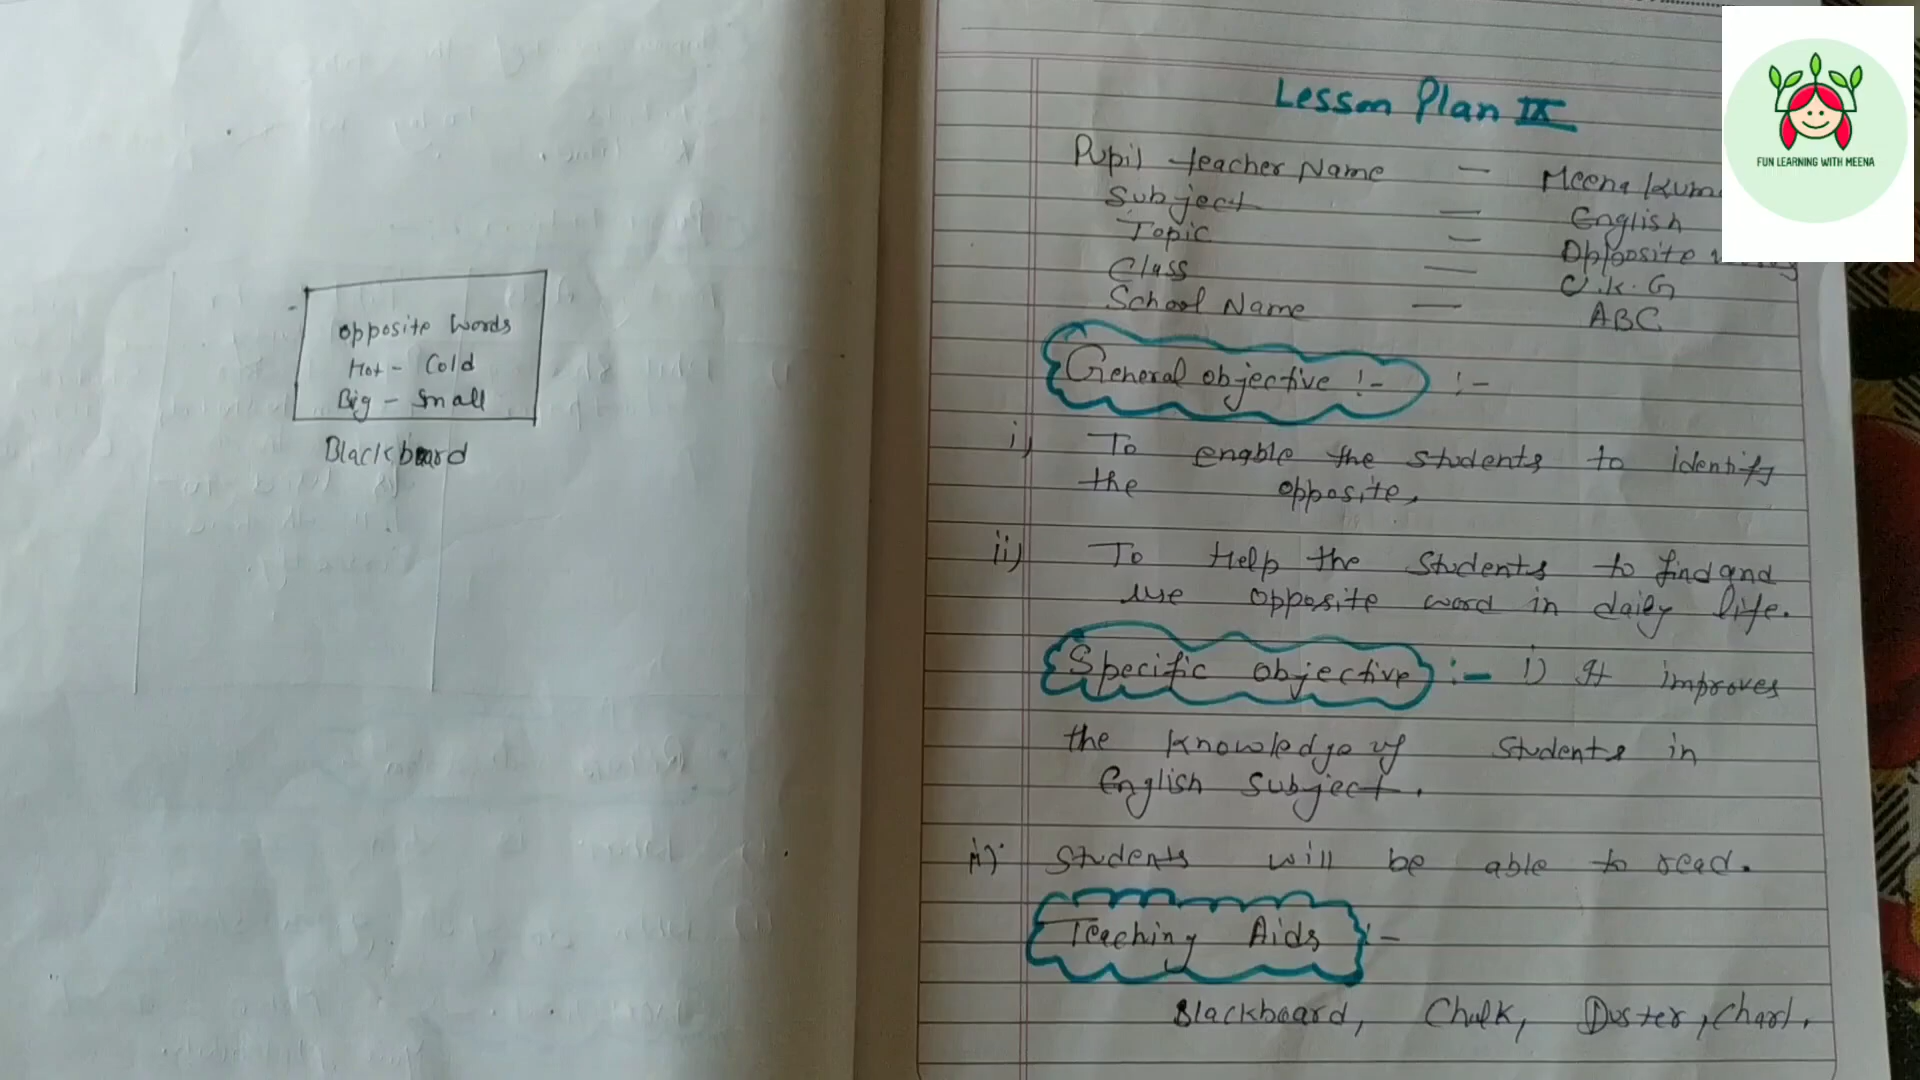 opposite Words
Hot - Cold
Big - Small
Blackboard
Lesson Plan IX
Pupil teacher Name - Meena
Subject - English
Topic - Opposite
Class - U.K.G
School Name - ABC
General objective :- :-
i) To enable the students to identify
the opposite,
ii) To Help the Students to find and
use opposite word in daily life.
Specific objective :- i) It improves
the knowledge of Students in
English Subject.
ii) Students will be able to read.
Teaching Aids :-
Blackboard, Chalk, Duster, Chart,
FUN LEARNING WITH MEENA